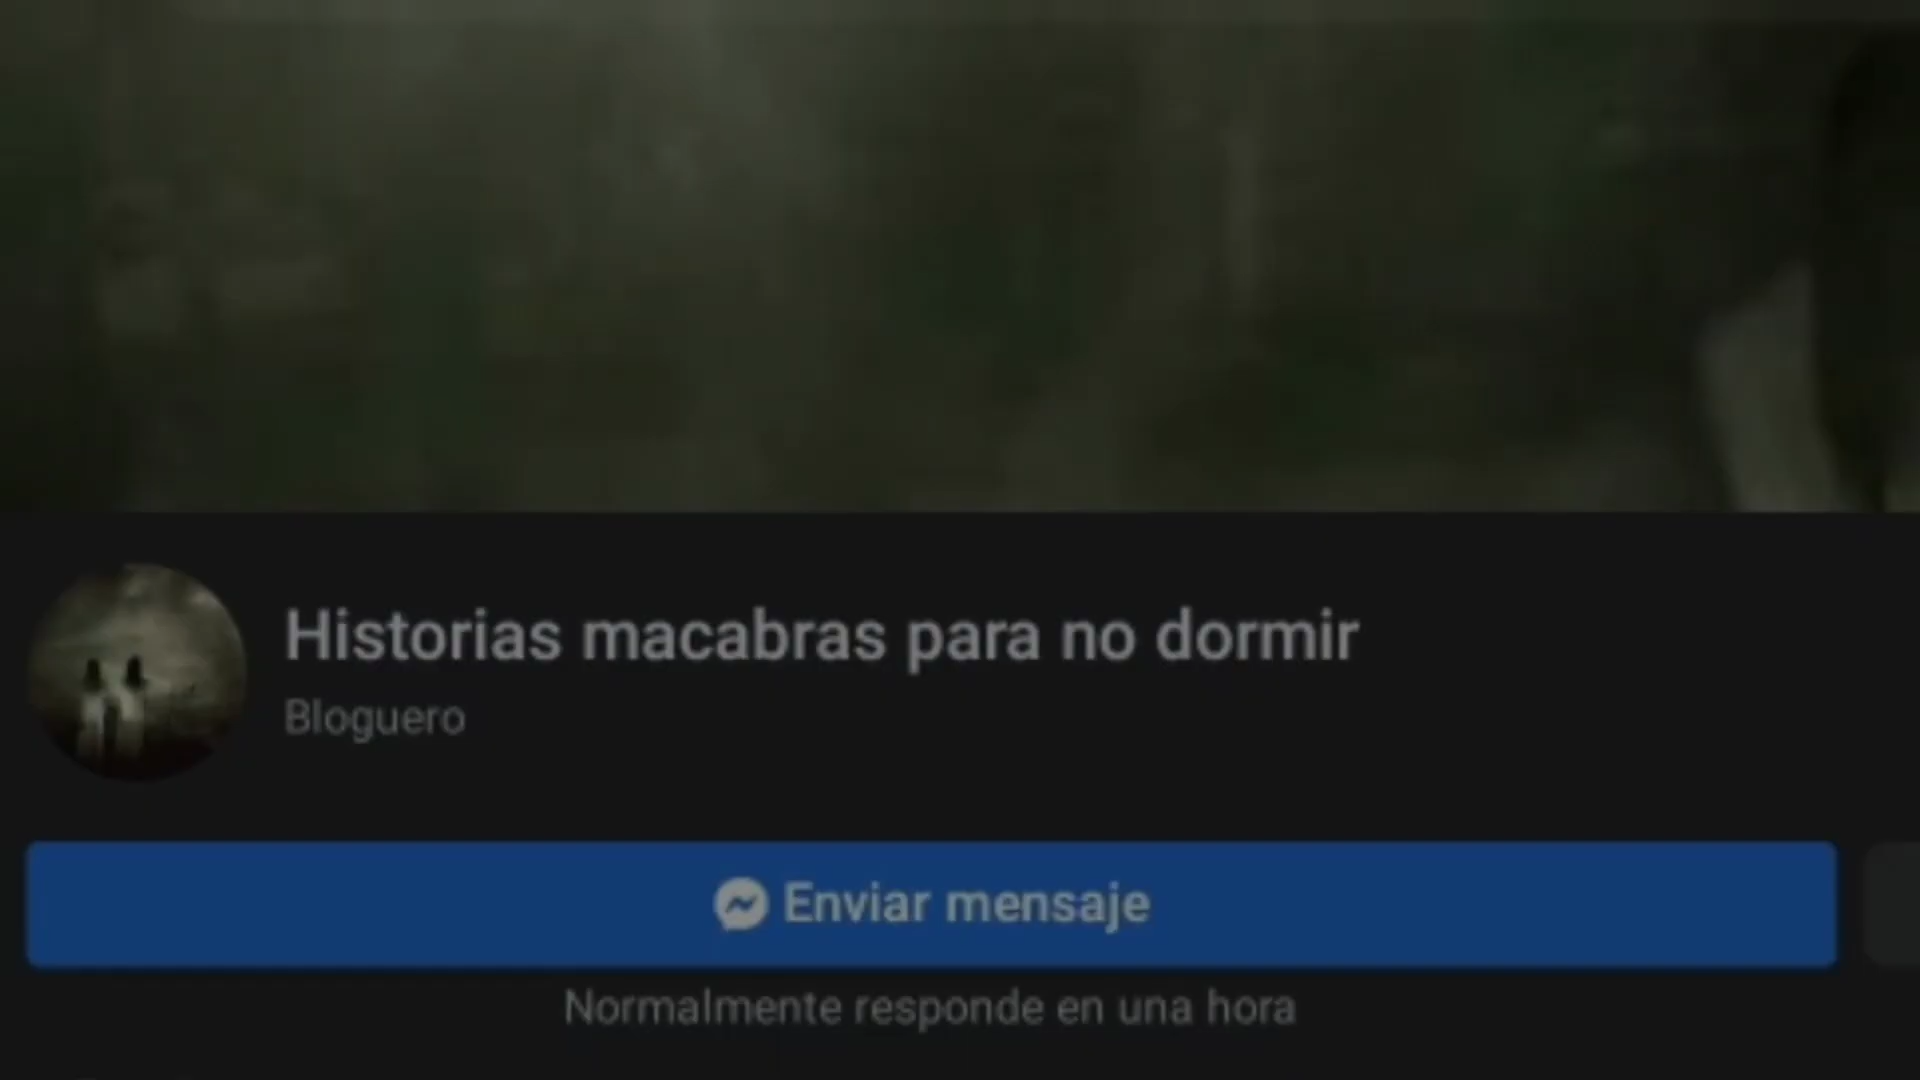 Historias macabras para no dormir
Bloguero
Enviar mensaje
Normalmente responde en una hora